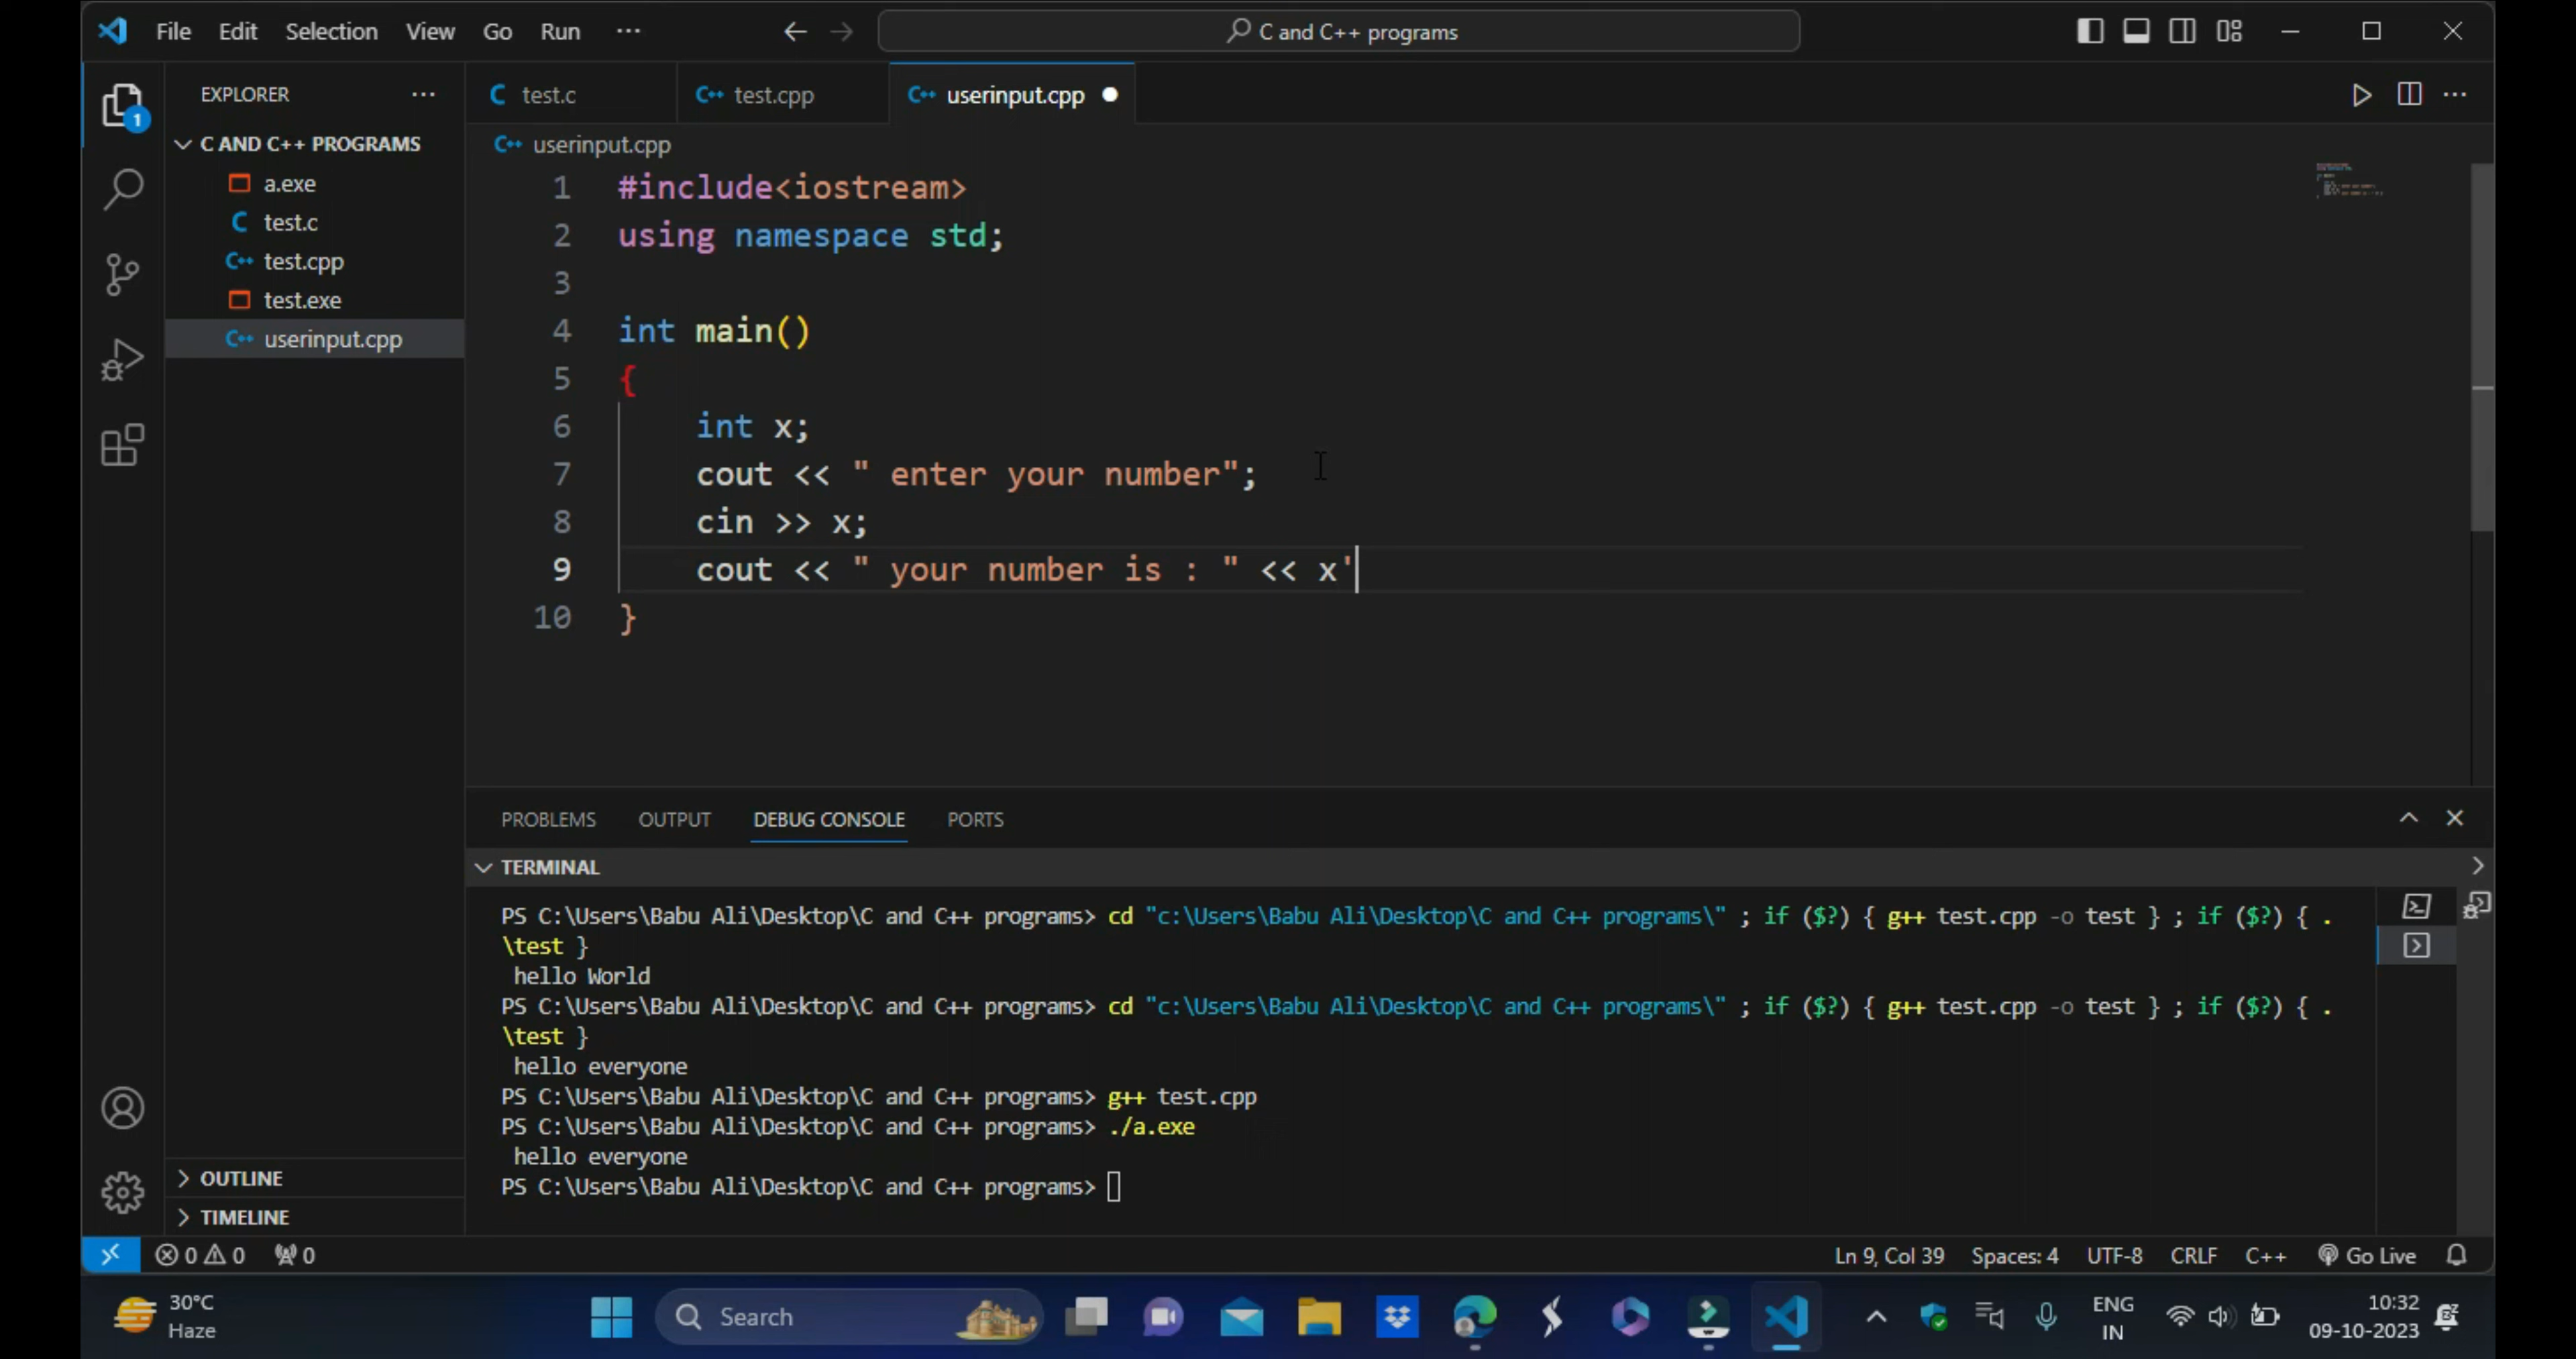 File Edit Selection View Go Run ... C and C++ programs
EXPLORER ...
C AND C++ PROGRAMS
a.exe
test.c
test.cpp
test.exe
userinput.cpp
OUTLINE
TIMELINE
test.c test.cpp userinput.cpp
userinput.cpp
1 #include<iostream>
2 using namespace std;
3
4 int main()
5 {
6 int x;
7 cout << " enter your number";
8 cin >> x;
9 cout << " your number is : " << x'
10 }
PROBLEMS OUTPUT DEBUG CONSOLE PORTS
TERMINAL
PS C:\Users\Babu Ali\Desktop\C and C++ programs> cd "c:\Users\Babu Ali\Desktop\C and C++ programs\" ; if ($?) { g++ test.cpp -o test } ; if ($?) { .
\test }
hello World
PS C:\Users\Babu Ali\Desktop\C and C++ programs> cd "c:\Users\Babu Ali\Desktop\C and C++ programs\" ; if ($?) { g++ test.cpp -o test } ; if ($?) { .
\test }
hello everyone
PS C:\Users\Babu Ali\Desktop\C and C++ programs> g++ test.cpp
PS C:\Users\Babu Ali\Desktop\C and C++ programs> ./a.exe
hello everyone
PS C:\Users\Babu Ali\Desktop\C and C++ programs>
0 0 0 Ln 9, Col 39 Spaces: 4 UTF-8 CRLF C++ Go Live
30°C
Haze
Search
ENG
IN
10:32
09-10-2023